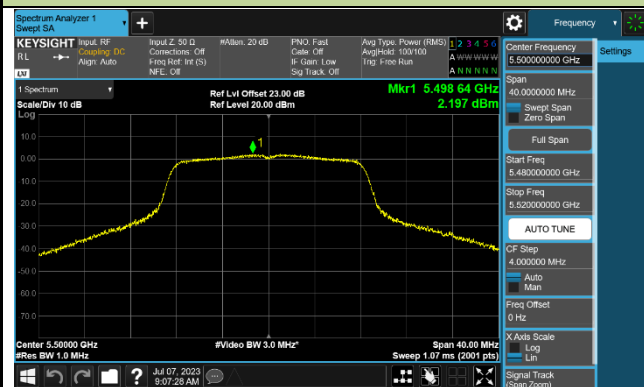 Spectrum Analyzer 1
Swept SA
Frequency
KEYSIGHT
RL
Input: RF
Coupling: DC
Align: Auto
Input Z: 50 Ω
Corrections: Off
Freq Ref: Int (S)
NFE: Off
#Atten: 20 dB
PNO: Fast
Gate: Off
IF Gain: Low
Sig Track: Off
Avg Type: Power (RMS)
Avg|Hold: 100/100
Trig: Free Run
1 2 3 4 5 6
A W W W W W
A N N N N N
LXI
1 Spectrum
Scale/Div 10 dB
Log
Ref Lvl Offset 23.00 dB
Ref Level 20.00 dBm
Mkr1 5.498 64 GHz
2.197 dBm
1
10.0
0.00
-10.0
-20.0
-30.0
-40.0
-50.0
-60.0
-70.0
Center 5.50000 GHz
#Res BW 1.0 MHz
#Video BW 3.0 MHz*
Span 40.00 MHz
Sweep 1.07 ms (2001 pts)
Jul 07, 2023
9:07:28 AM
Center Frequency
5.500000000 GHz
Settings
Span
40.0000000 MHz
Swept Span
Zero Span
Full Span
Start Freq
5.480000000 GHz
Stop Freq
5.520000000 GHz
AUTO TUNE
CF Step
4.000000 MHz
Auto
Man
Freq Offset
0 Hz
X Axis Scale
Log
Lin
Signal Track
(Span Zoom)